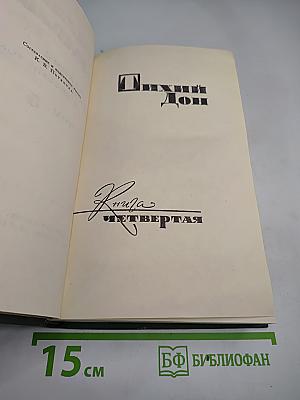 Тихий
Дон
Книга
четвертая
15 см
БФ БИБЛИОФАН